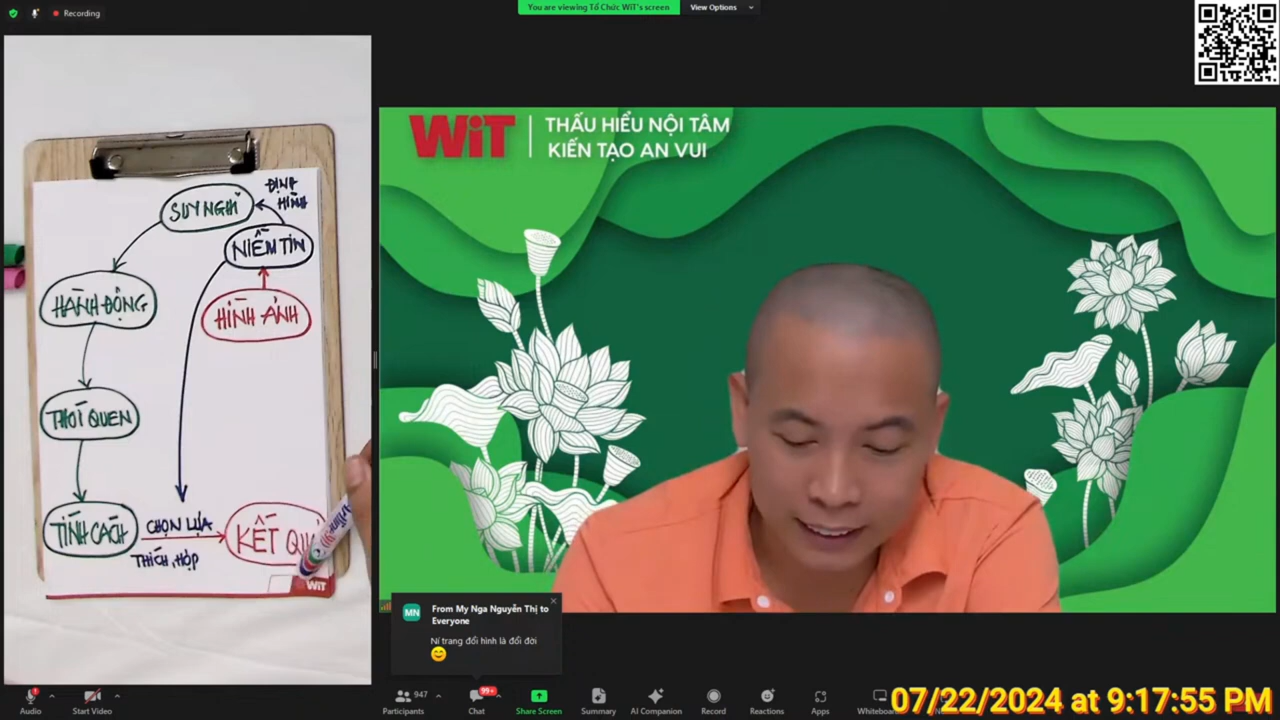 Recording
You are viewing Tổ Chức WiT's screen
View Options
WiT
THẤU HIỂU NỘI TÂM
KIẾN TẠO AN VUI
ĐỊNH
HÌNH
SUY NGHĨ
NIỀM TIN
HÀNH ĐỘNG
HÌNH ẢNH
THÓI QUEN
TÍNH CÁCH
CHỌN LỰA
THÍCH HỢP
KẾT
WiT
MN
From My Nga Nguyễn Thị to
Everyone
Ní trang đổi hình là đổi đời
Audio
Start Video
Participants
947
Chat
99+
Share Screen
Summary
AI Companion
Record
Reactions
Apps
07/22/2024 at 9:17:55 PM